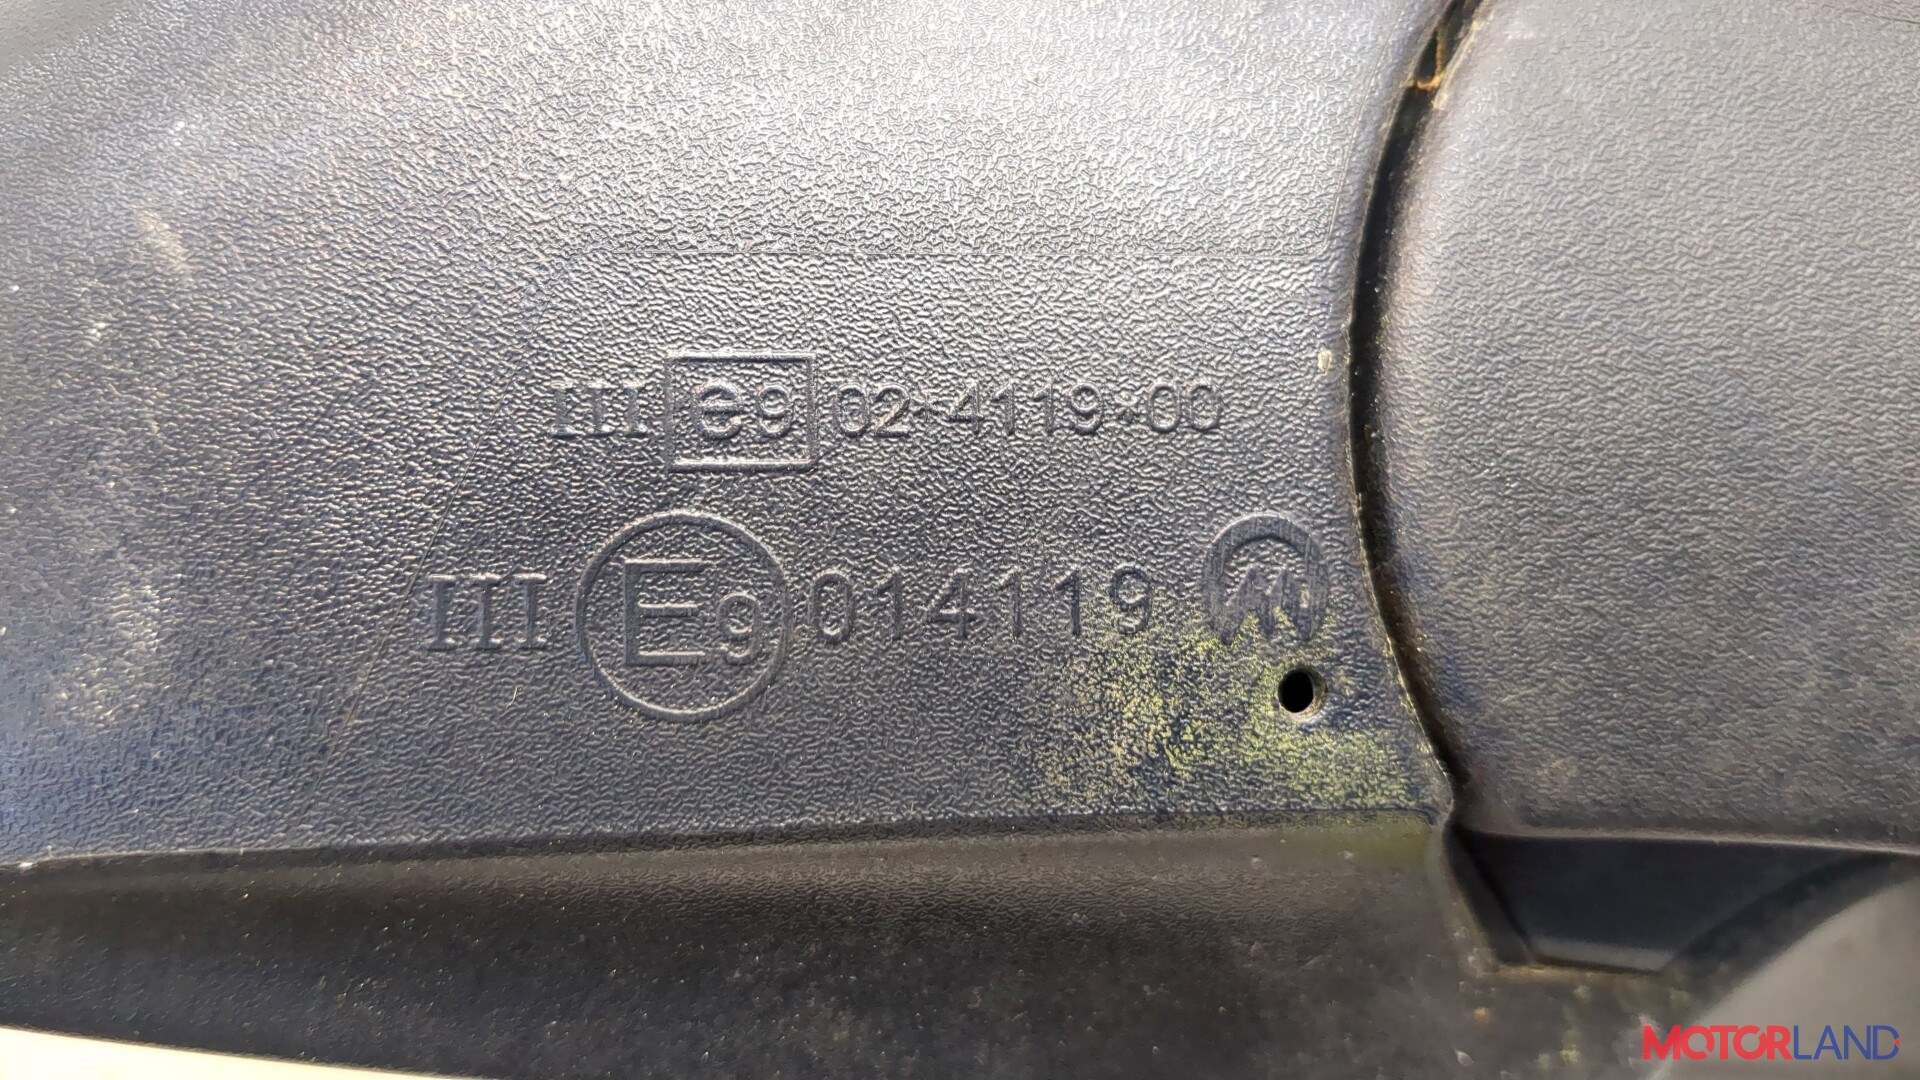 III e9 02*4119*00
III E9 014119
MOTORLAND